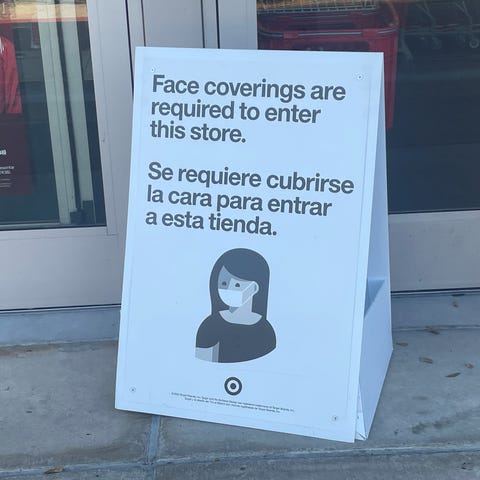 Face coverings are
required to enter
this store.
Se requiere cubrirse
la cara para entrar
a esta tienda.